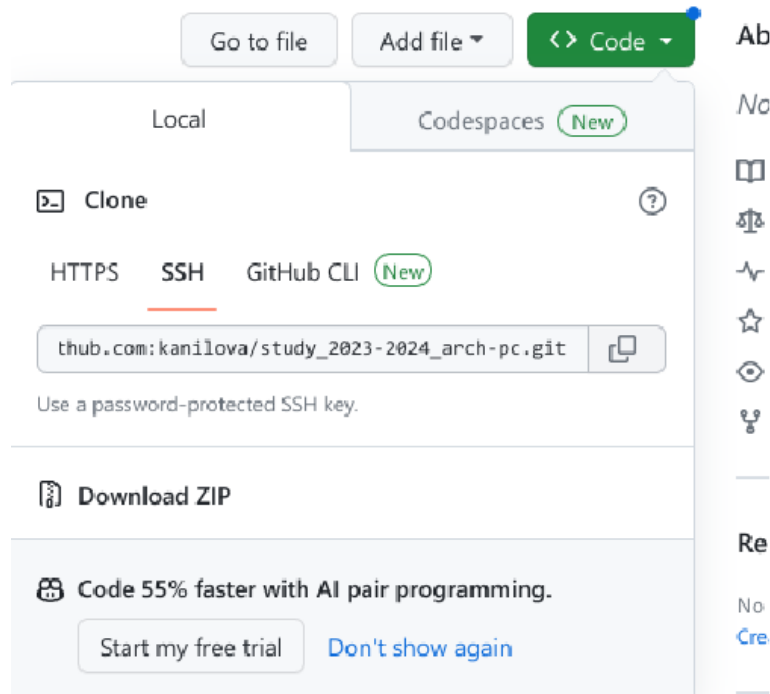 Go to file Add file Code
Ab
Local Codespaces New
No
Clone
HTTPS SSH GitHub CLI New
thub.com:kanilova/study_2023-2024_arch-pc.git
Use a password-protected SSH key.
Download ZIP
Re
Code 55% faster with AI pair programming.
No
Start my free trial Don't show again
Cre